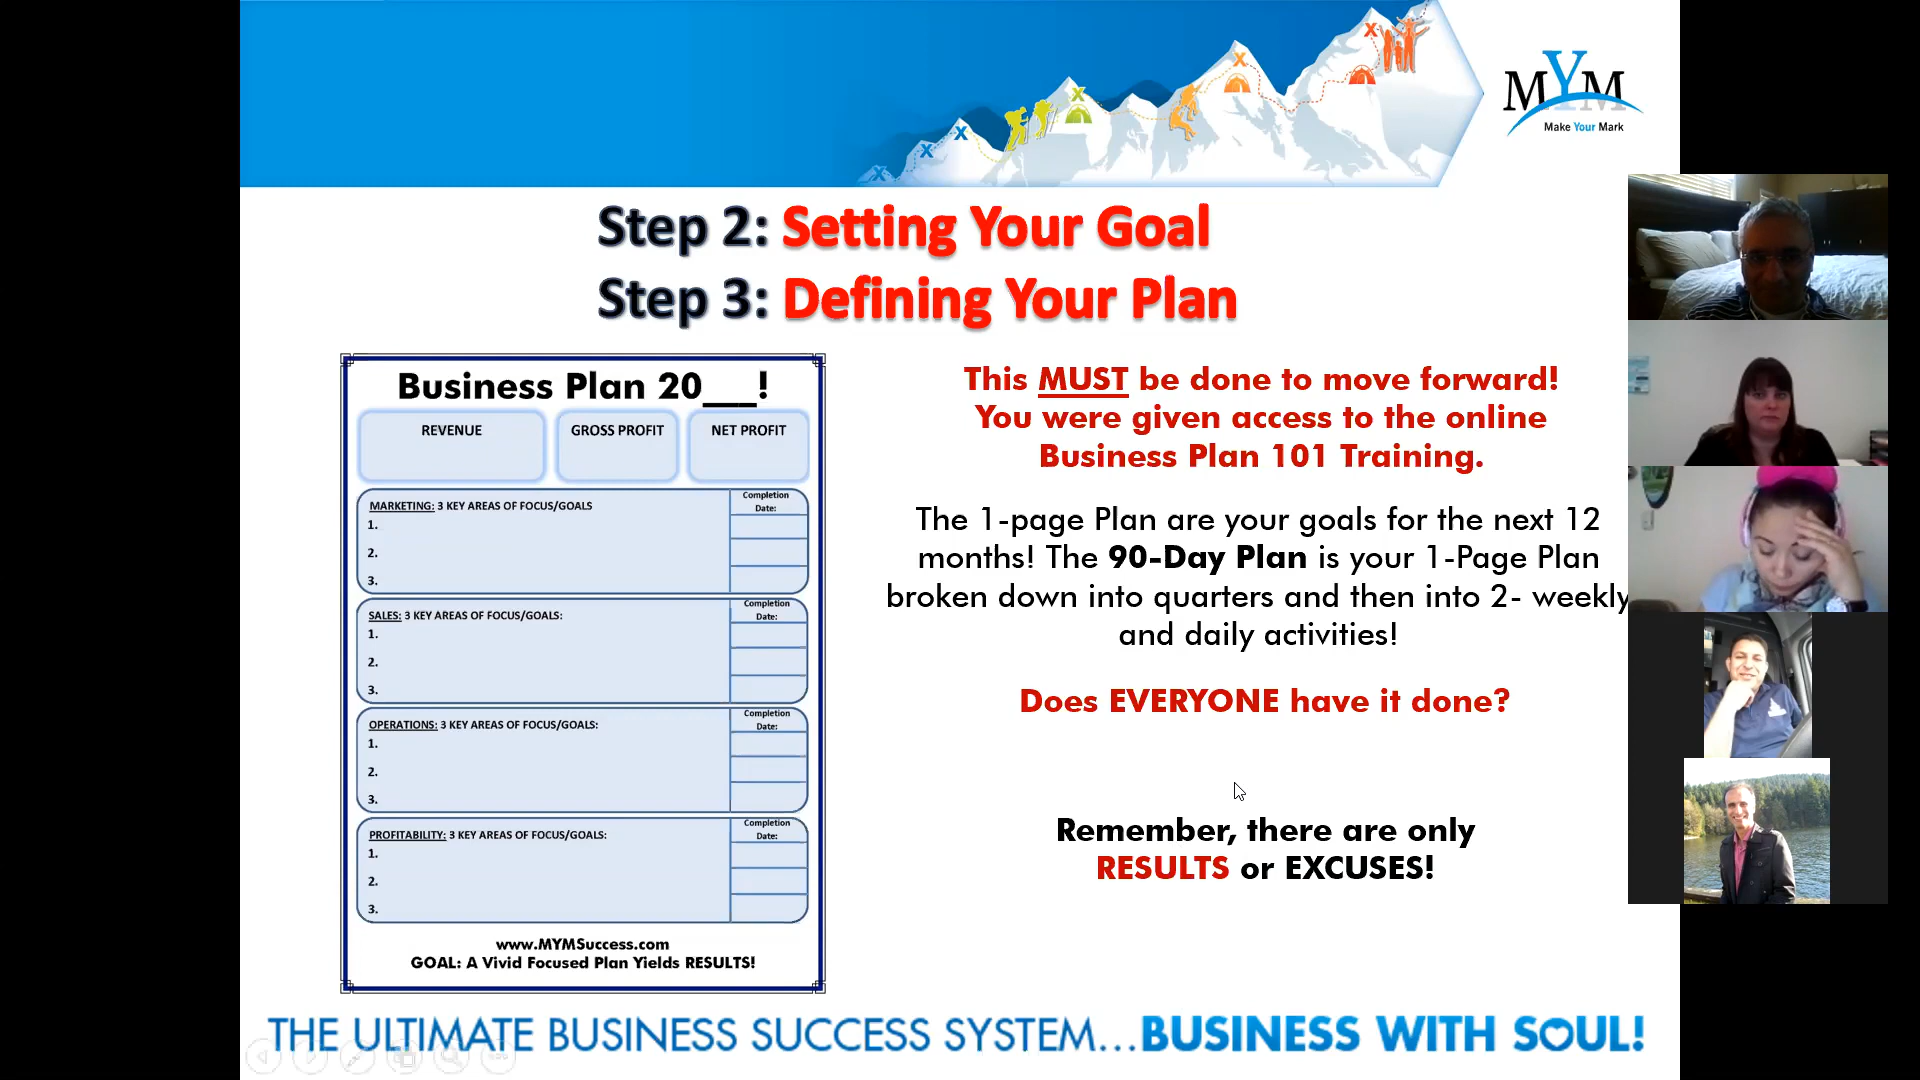 MYM
Make Your Mark
Step 2: Setting Your Goal
Step 3: Defining Your Plan
Business Plan 20___!
REVENUE
GROSS PROFIT
NET PROFIT
MARKETING: 3 KEY AREAS OF FOCUS/GOALS
Completion
Date:
1.
2.
3.
SALES: 3 KEY AREAS OF FOCUS/GOALS:
Completion
Date:
1.
2.
3.
OPERATIONS: 3 KEY AREAS OF FOCUS/GOALS:
Completion
Date:
1.
2.
3.
PROFITABILITY: 3 KEY AREAS OF FOCUS/GOALS:
Completion
Date:
1.
2.
3.
www.MYMSuccess.com
GOAL: A Vivid Focused Plan Yields RESULTS!
This MUST be done to move forward!
You were given access to the online
Business Plan 101 Training.
The 1-page Plan are your goals for the next 12
months! The 90-Day Plan is your 1-Page Plan
broken down into quarters and then into 2- weekly
and daily activities!
Does EVERYONE have it done?
Remember, there are only
RESULTS or EXCUSES!
THE ULTIMATE BUSINESS SUCCESS SYSTEM...BUSINESS WITH SOUL!